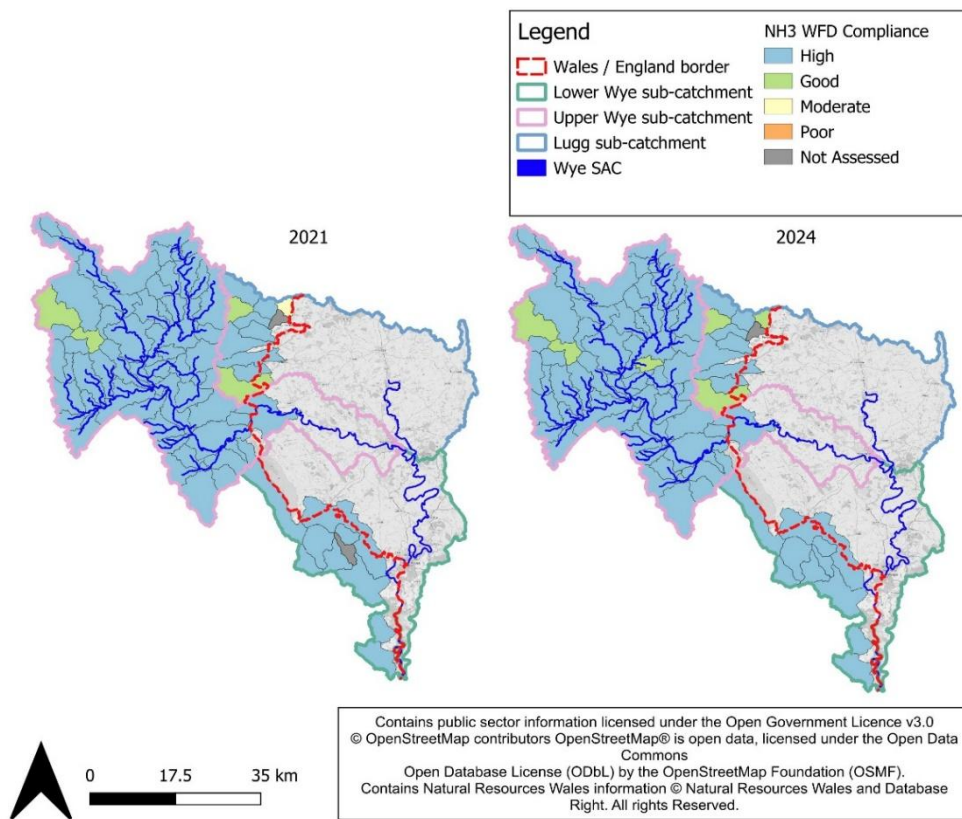 Legend
Wales / England border
Lower Wye sub-catchment
Upper Wye sub-catchment
Lugg sub-catchment
Wye SAC
NH3 WFD Compliance
High
Good
Moderate
Poor
Not Assessed
2021
2024
0 17.5 35 km
Contains public sector information licensed under the Open Government Licence v3.0
© OpenStreetMap contributors OpenStreetMap® is open data, licensed under the Open Data
Commons
Open Database License (ODbL) by the OpenStreetMap Foundation (OSMF).
Contains Natural Resources Wales information © Natural Resources Wales and Database
Right. All rights Reserved.